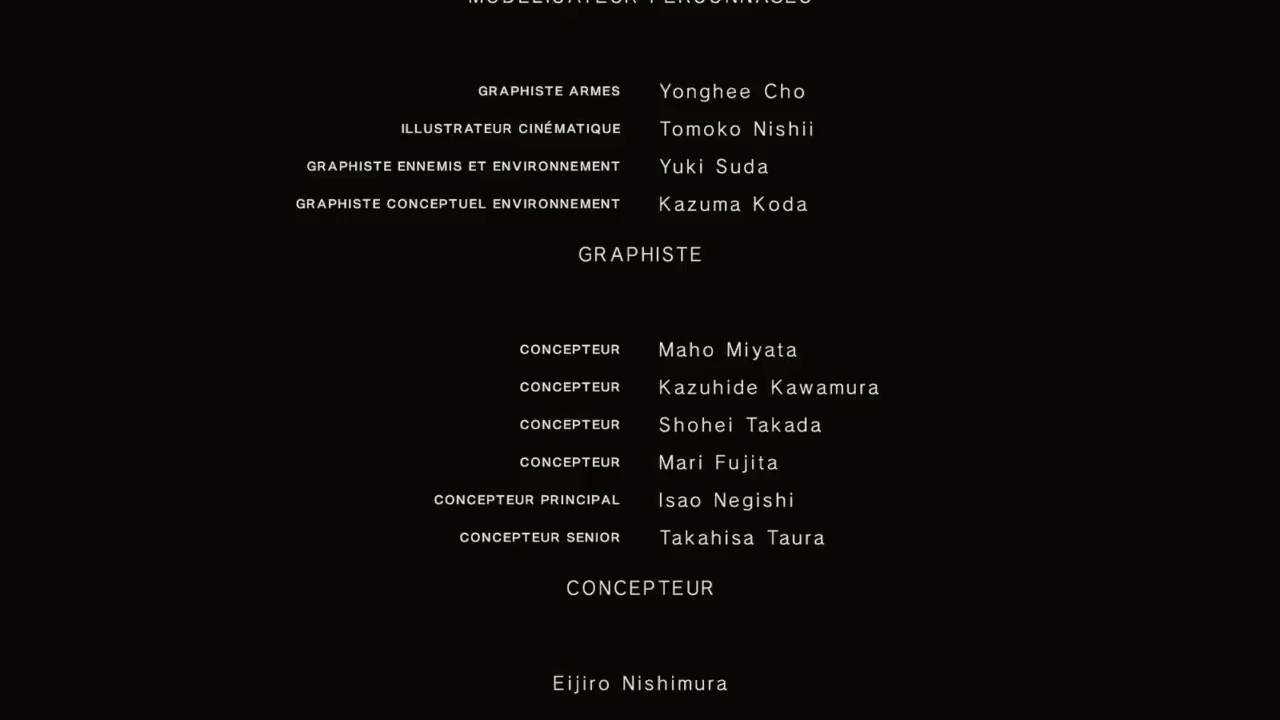 MODÉLISATEUR PERSONNAGES
GRAPHISTE ARMES Yonghee Cho
ILLUSTRATEUR CINÉMATIQUE Tomoko Nishii
GRAPHISTE ENNEMIS ET ENVIRONNEMENT Yuki Suda
GRAPHISTE CONCEPTUEL ENVIRONNEMENT Kazuma Koda
GRAPHISTE
CONCEPTEUR Maho Miyata
CONCEPTEUR Kazuhide Kawamura
CONCEPTEUR Shohei Takada
CONCEPTEUR Mari Fujita
CONCEPTEUR PRINCIPAL Isao Negishi
CONCEPTEUR SENIOR Takahisa Taura
CONCEPTEUR
Eijiro Nishimura